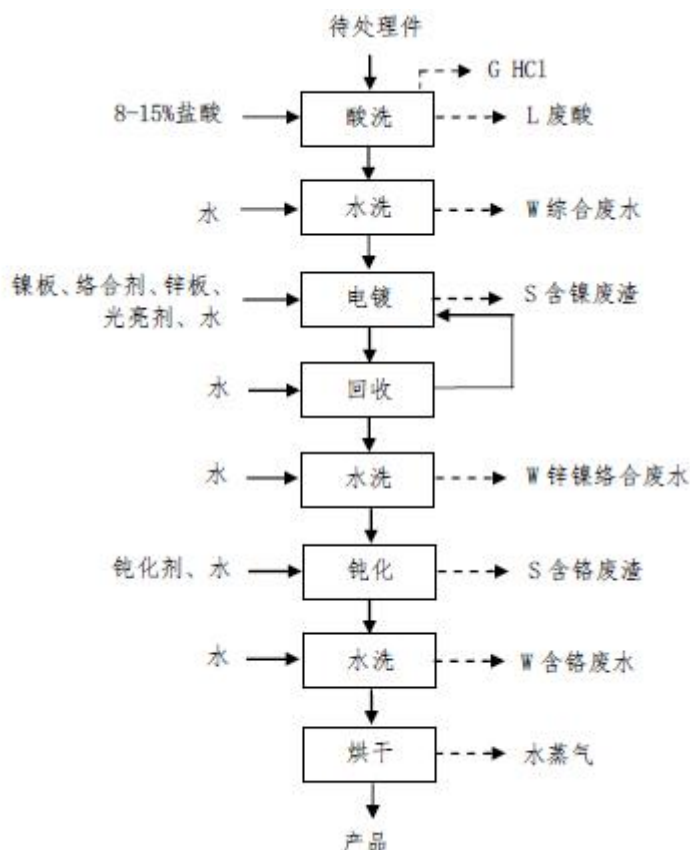 待处理件
G HCl
8-15%盐酸
酸洗
L 废酸
水
水洗
W综合废水
镍板、络合剂、锌板、
光亮剂、水
电镀
S 含镍废渣
水
回收
水
水洗
W 锌镍络合废水
钝化剂、水
钝化
S 含铬废渣
水
水洗
W 含铬废水
烘干
水蒸气
产品